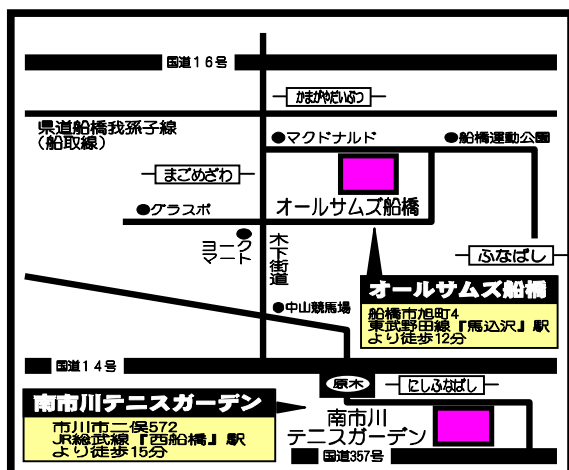 国道16号
かまがやだいぶつ
県道船橋我孫子線
(船取線)
●マクドナルド
●船橋運動公園
まごめざわ
オールサムズ船橋
●グラスポ
ヨーク
マート
木下街道
ふなばし
オールサムズ船橋
船橋市旭町4
東武野田線『馬込沢』駅
より徒歩12分
●中山競馬場
国道14号
原木
にしふなばし
南市川テニスガーデン
市川市二俣572
JR総武線『西船橋』駅
より徒歩15分
南市川
テニスガーデン
国道357号